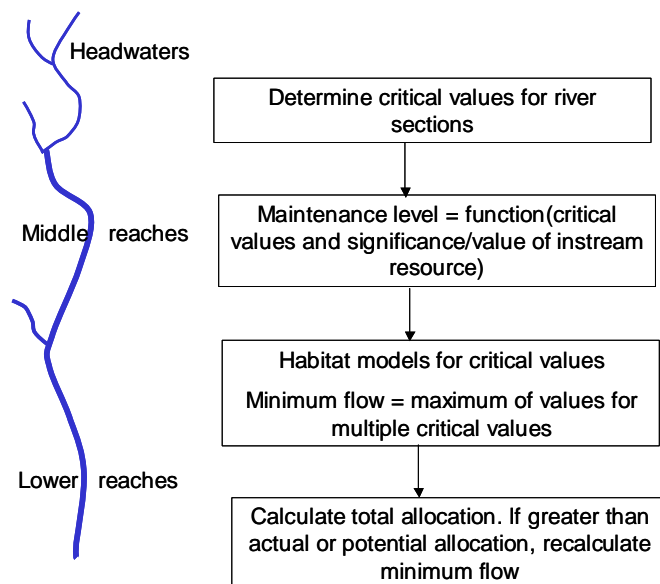 Headwaters
Determine critical values for river
sections
Middle reaches
Maintenance level = function(critical
values and significance/value of instream
resource)
Habitat models for critical values
Minimum flow = maximum of values for
multiple critical values
Lower reaches
Calculate total allocation. If greater than
actual or potential allocation, recalculate
minimum flow